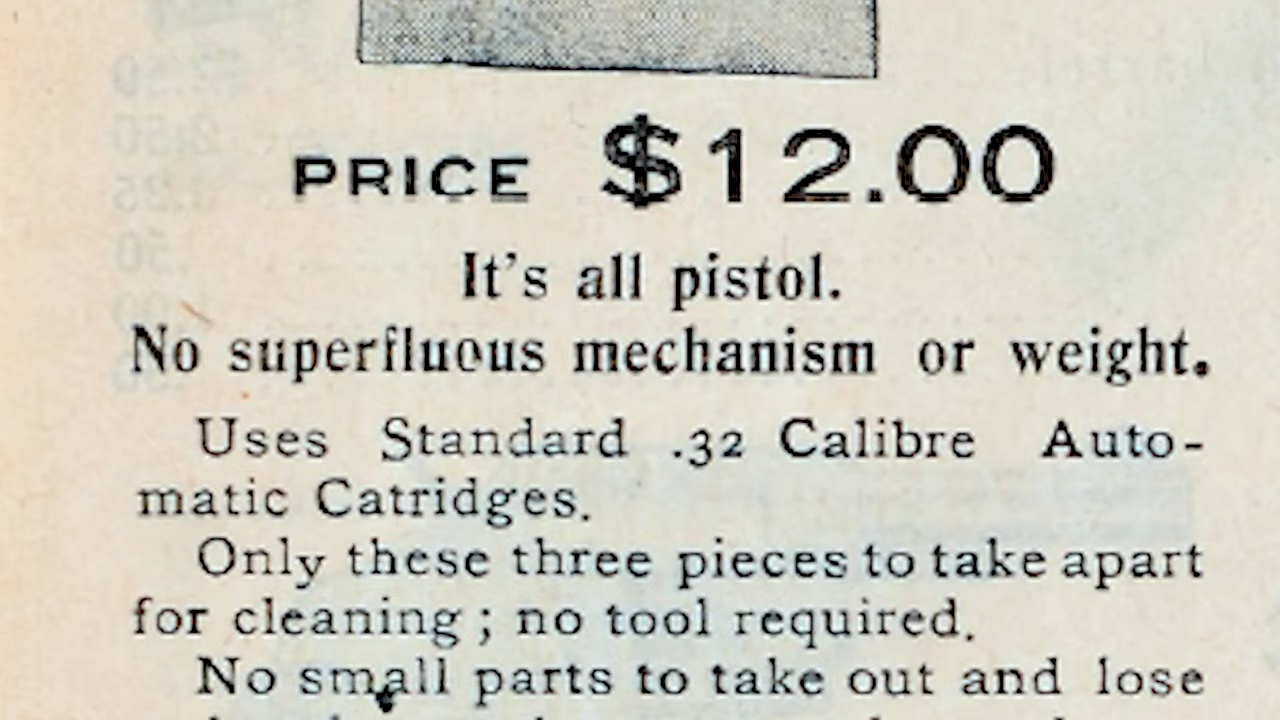 PRICE $12.00
It's all pistol.
No superfluous mechanism or weight.
Uses Standard .32 Calibre Auto-
matic Catridges.
Only these three pieces to take apart
for cleaning; no tool required.
No small parts to take out and lose